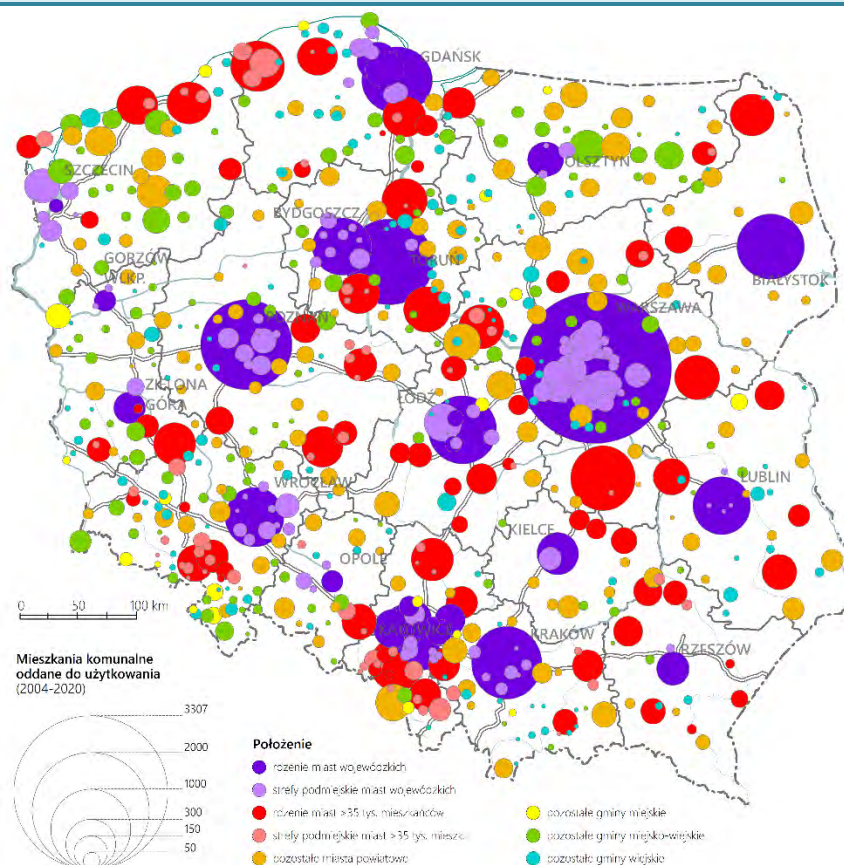 GDAŃSK
OLSZTYN
SZCZECIN
BYDGOSZCZ
TORUŃ
BIAŁYSTOK
GORZÓW
WLKP.
POZNAŃ
WARSZAWA
ZIELONA
GÓRA
ŁÓDŹ
WROCŁAW
LUBLIN
KIELCE
OPOLE
KATOWICE
KRAKÓW
RZESZÓW
0 50 100 km
Mieszkania komunalne
oddane do użytkowania
(2004-2020)
3307
2000
1000
300
150
50
Położenie
rdzenie miast wojewódzkich
strefy podmiejskie miast wojewódzkich
rdzenie miast >35 tys. mieszkańców
strefy podmiejskie miast >35 tys. mieszk.
pozostałe miasta powiatowe
pozostałe gminy miejskie
pozostałe gminy miejsko-wiejskie
pozostałe gminy wiejskie